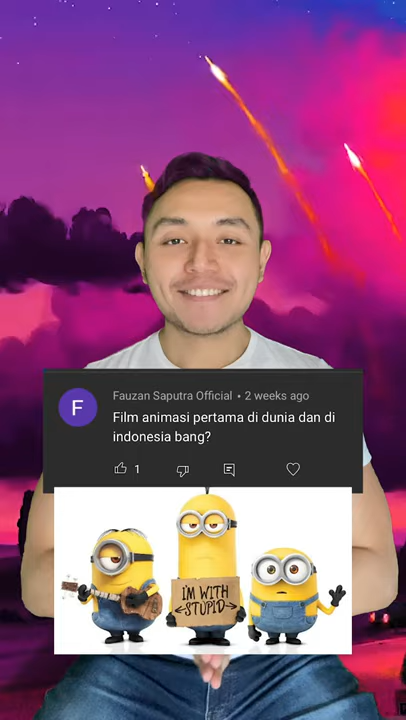 F
Fauzan Saputra Official • 2 weeks ago
Film animasi pertama di dunia dan di
indonesia bang?
1
IM WITH
STUPID